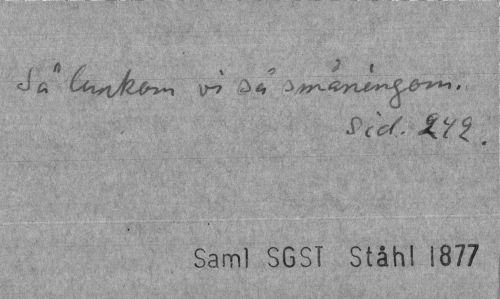 Så lunkom vi så småningom.
Sid. 242.
Saml SGST Ståhl 1877